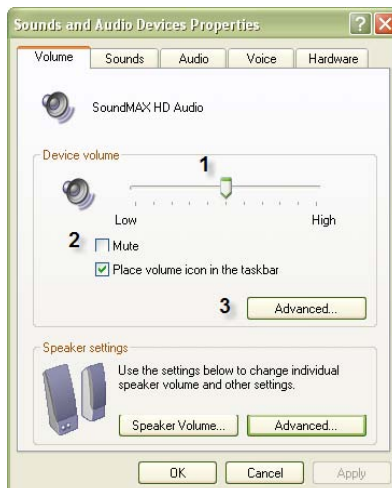 Sounds and Audio Devices Properties
Volume Sounds Audio Voice Hardware
SoundMAX HD Audio
Device volume
1
Low High
2 Mute
Place volume icon in the taskbar
3 Advanced...
Speaker settings
Use the settings below to change individual
speaker volume and other settings.
Speaker Volume... Advanced...
OK Cancel Apply